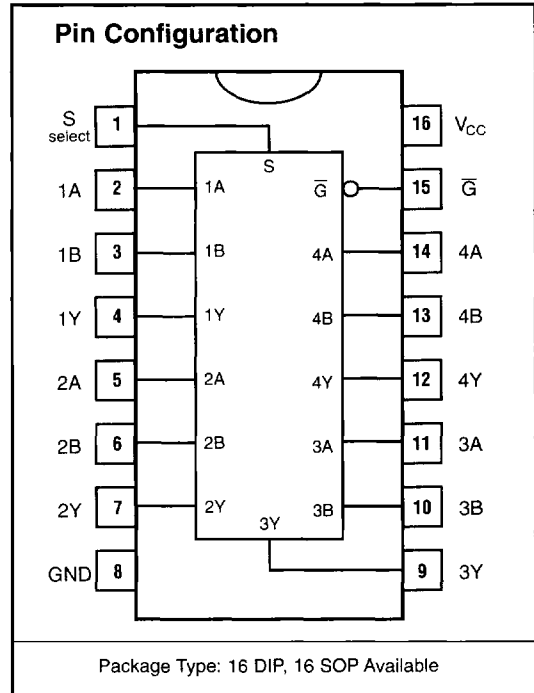 Pin Configuration
S
select
1
16
VCC
S
G̅
1A
2
1A
15
G̅
1B
3
1B
4A
14
4A
1Y
4
1Y
4B
13
4B
2A
5
2A
4Y
12
4Y
2B
6
2B
3A
11
3A
2Y
7
2Y
3B
10
3B
3Y
GND
8
9
3Y
Package Type: 16 DIP, 16 SOP Available